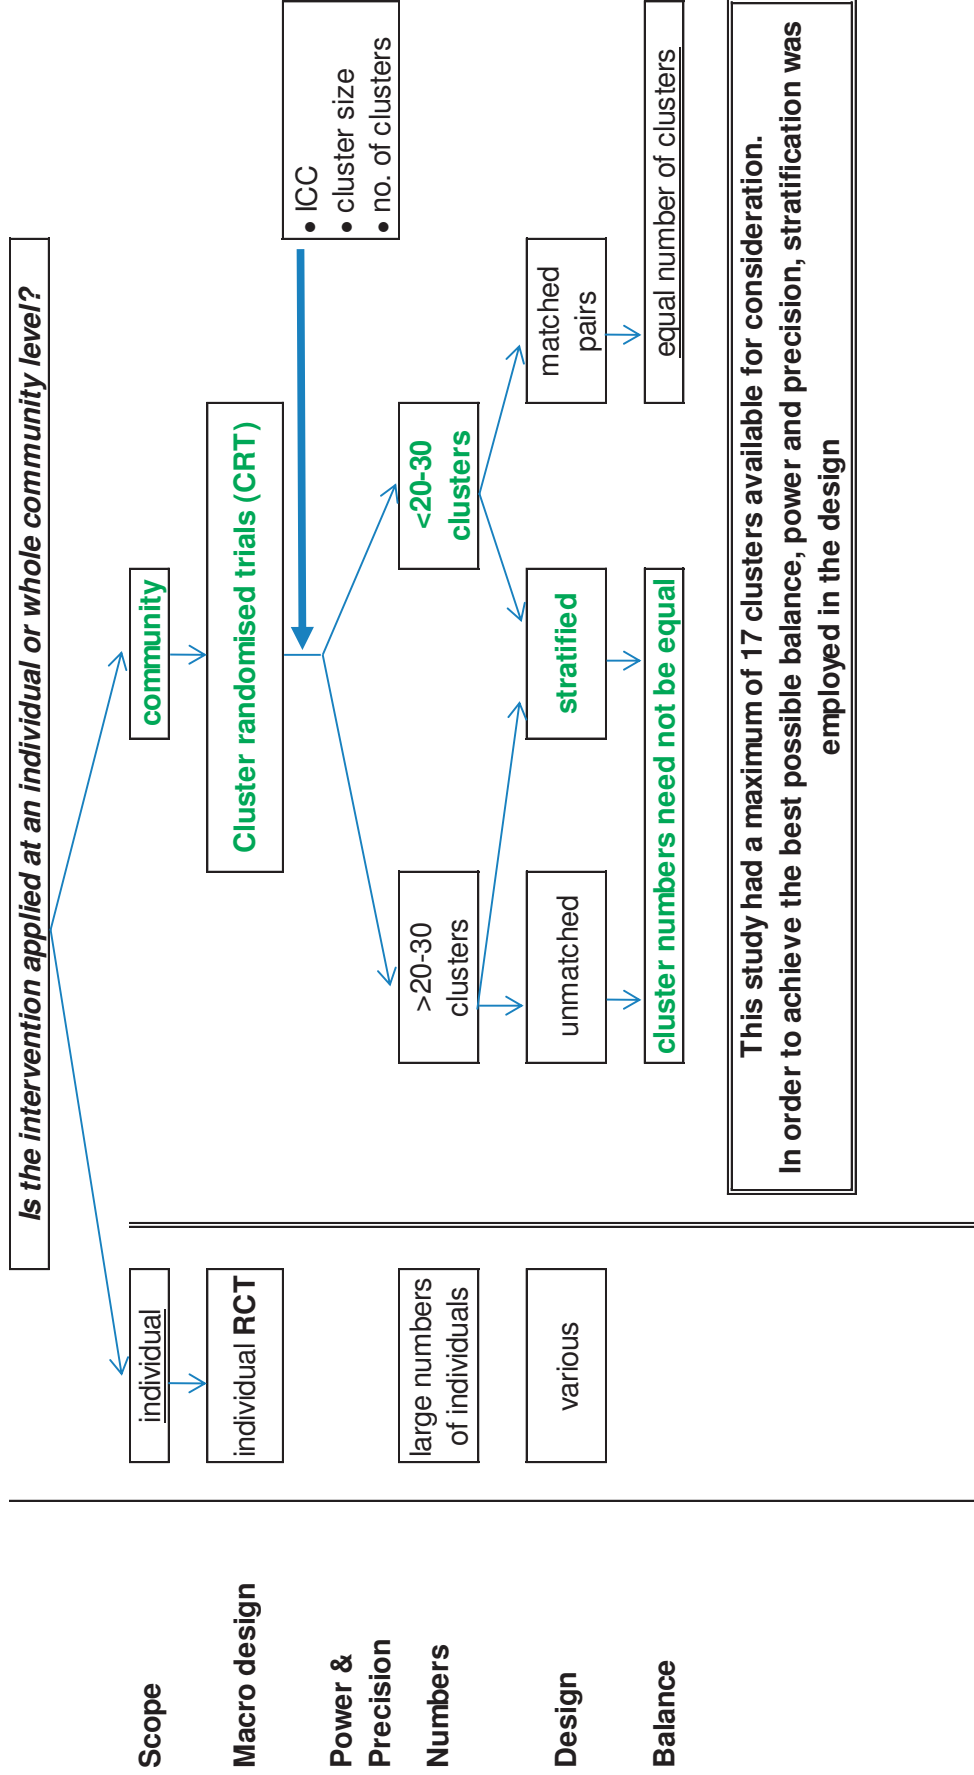 Is the intervention applied at an individual or whole community level?
Scope
individual
community
Macro design
individual RCT
Cluster randomised trials (CRT)
Power &
Precision
• ICC
• cluster size
• no. of clusters
Numbers
large numbers
of individuals
>20-30
clusters
<20-30
clusters
Design
various
unmatched
stratified
matched
pairs
Balance
cluster numbers need not be equal
equal number of clusters
This study had a maximum of 17 clusters available for consideration.
In order to achieve the best possible balance, power and precision, stratification was
employed in the design